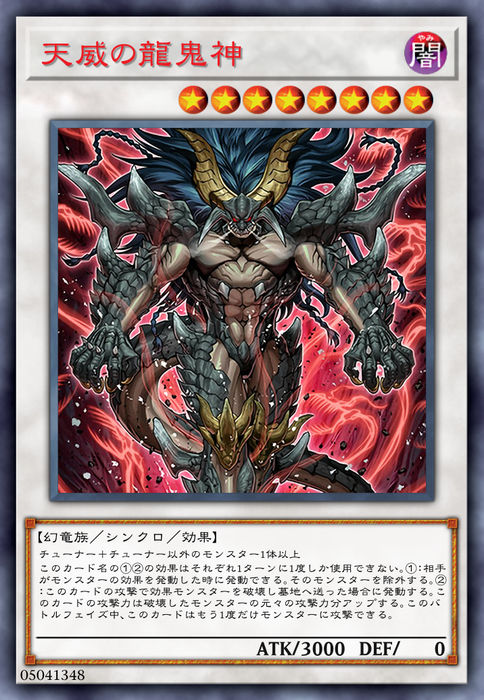 天威の龍鬼神
やみ
闇
【幻竜族／シンクロ／効果】
チューナー＋チューナー以外のモンスター1体以上
このカード名の①②の効果はそれぞれ1ターンに1度しか使用できない。①：相手
がモンスターの効果を発動した時に発動できる。そのモンスターを除外する。②
：このカードの攻撃で効果モンスターを破壊し墓地へ送った場合に発動する。こ
のカードの攻撃力は破壊したモンスターの元々の攻撃力分アップする。このバ
トルフェイズ中、このカードはもう1度だけモンスターに攻撃できる。
ATK/3000 DEF/ 0
05041348